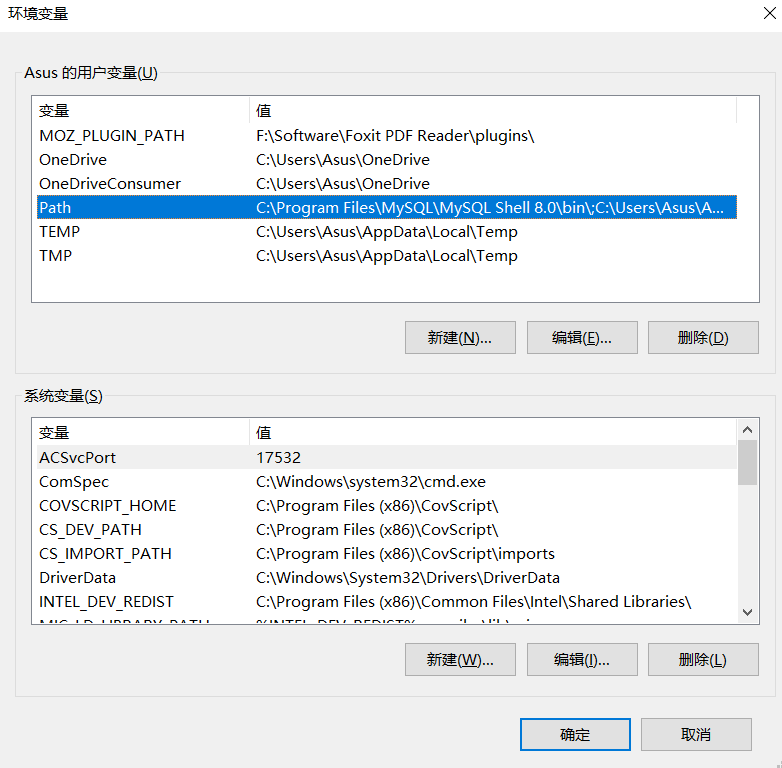 环境变量
Asus 的用户变量(U)
变量 值
MOZ_PLUGIN_PATH F:\Software\Foxit PDF Reader\plugins\
OneDrive C:\Users\Asus\OneDrive
OneDriveConsumer C:\Users\Asus\OneDrive
Path C:\Program Files\MySQL\MySQL Shell 8.0\bin\;C:\Users\Asus\A...
TEMP C:\Users\Asus\AppData\Local\Temp
TMP C:\Users\Asus\AppData\Local\Temp
新建(N)... 编辑(E)... 删除(D)
系统变量(S)
变量 值
ACSvcPort 17532
ComSpec C:\Windows\system32\cmd.exe
COVSCRIPT_HOME C:\Program Files (x86)\CovScript\
CS_DEV_PATH C:\Program Files (x86)\CovScript\
CS_IMPORT_PATH C:\Program Files (x86)\CovScript\imports
DriverData C:\Windows\System32\Drivers\DriverData
INTEL_DEV_REDIST C:\Program Files (x86)\Common Files\Intel\Shared Libraries\
新建(W)... 编辑(I)... 删除(L)
确定 取消